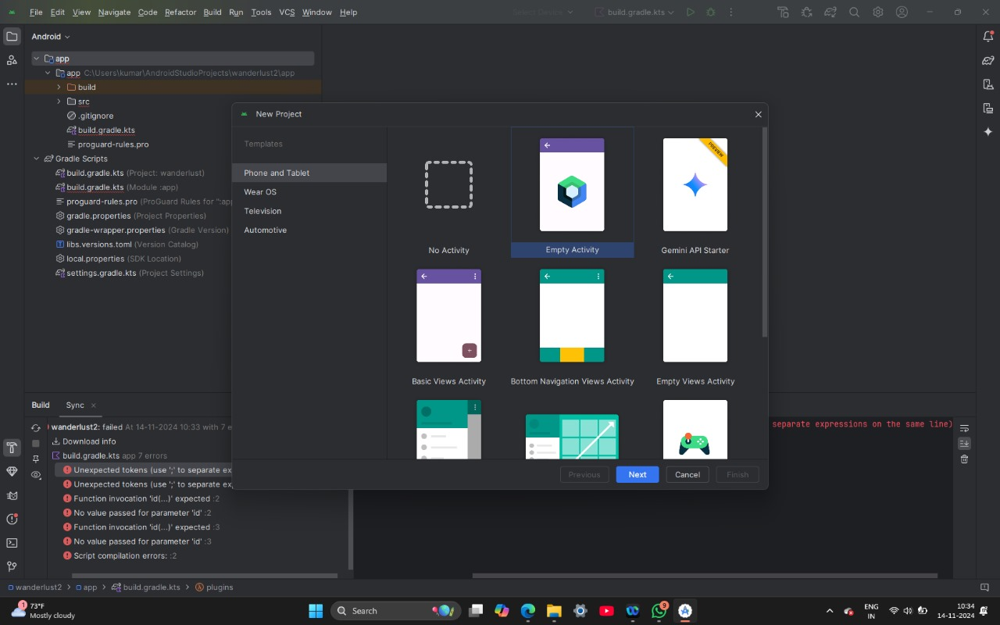 File Edit View Navigate Code Refactor Build Run Tools VCS Window Help
Select Device
build.gradle.kts
Android
app
app C:\Users\kumar\AndroidStudioProjects\wanderlust2\app
build
src
.gitignore
build.gradle.kts
proguard-rules.pro
Gradle Scripts
build.gradle.kts (Project: wanderlust)
build.gradle.kts (Module :app)
proguard-rules.pro (ProGuard Rules for ":app
gradle.properties (Project Properties)
gradle-wrapper.properties (Gradle Version)
libs.versions.toml (Version Catalog)
local.properties (SDK Location)
settings.gradle.kts (Project Settings)
New Project
Templates
Phone and Tablet
Wear OS
Television
Automotive
PREVIEW
No Activity
Empty Activity
Gemini API Starter
Basic Views Activity
Bottom Navigation Views Activity
Empty Views Activity
Previous
Next
Cancel
Finish
Build
Sync
wanderlust2: failed At 14-11-2024 10:33 with 7 e
Download info
build.gradle.kts app 7 errors
Unexpected tokens (use ';' to separate ex
Unexpected tokens (use ';' to separate ex
Function invocation 'id(...)' expected :2
No value passed for parameter 'id' :2
Function invocation 'id(...)' expected :3
No value passed for parameter 'id' :3
Script compilation errors: :2
separate expressions on the same line)
wanderlust2 > app > build.gradle.kts > plugins
1
73°F
Mostly cloudy
Search
9
ENG
IN
10:34
14-11-2024